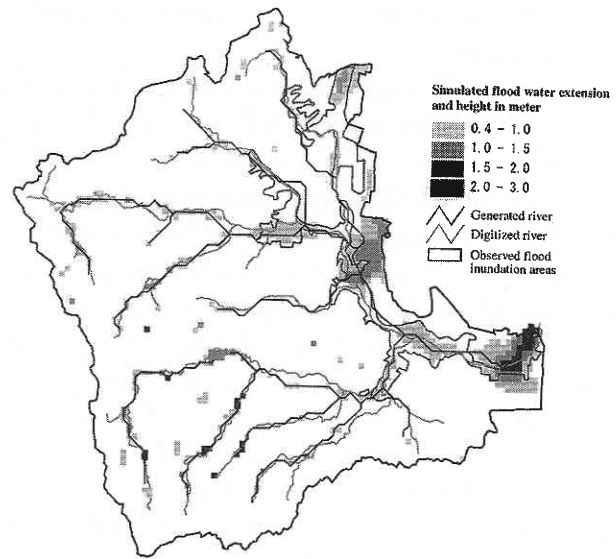 Simulated flood water extension
and height in meter
0.4 - 1.0
1.0 - 1.5
1.5 - 2.0
2.0 - 3.0
Generated river
Digitized river
Observed flood
inundation areas